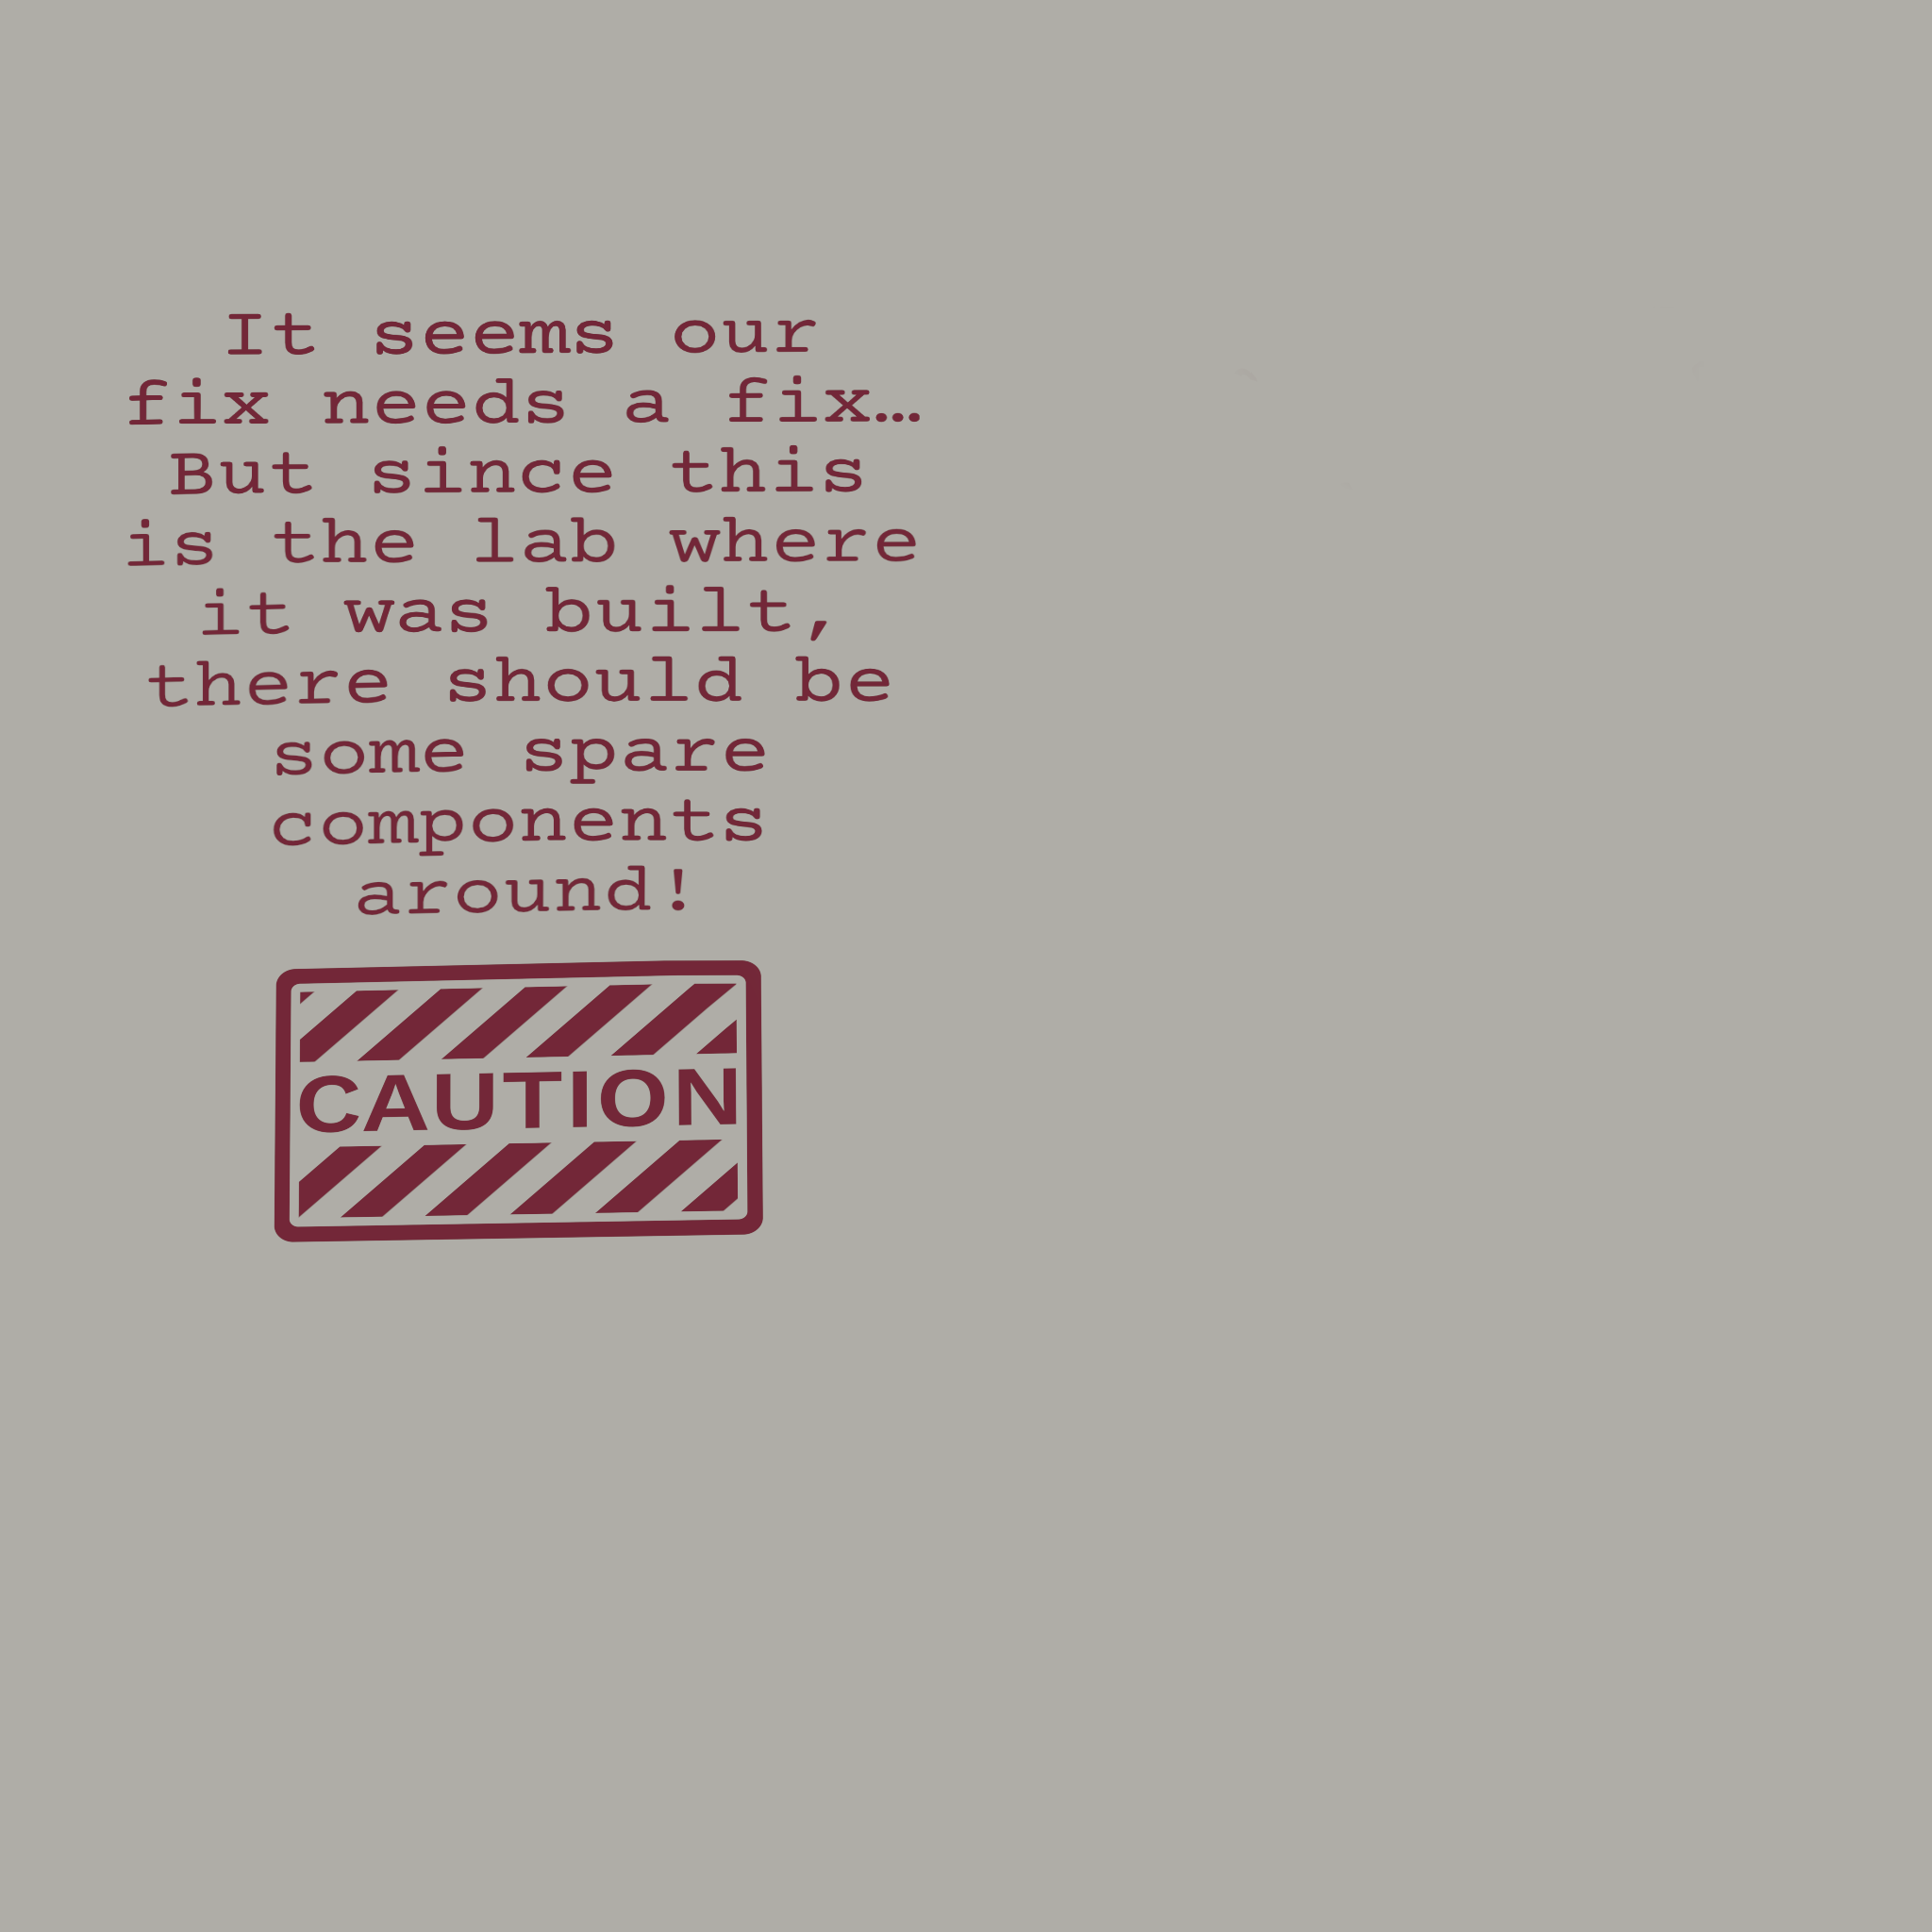 It seems our
fix needs a fix…
But since this
is the lab where
it was built,
there should be
some spare
components
around!
CAUTION